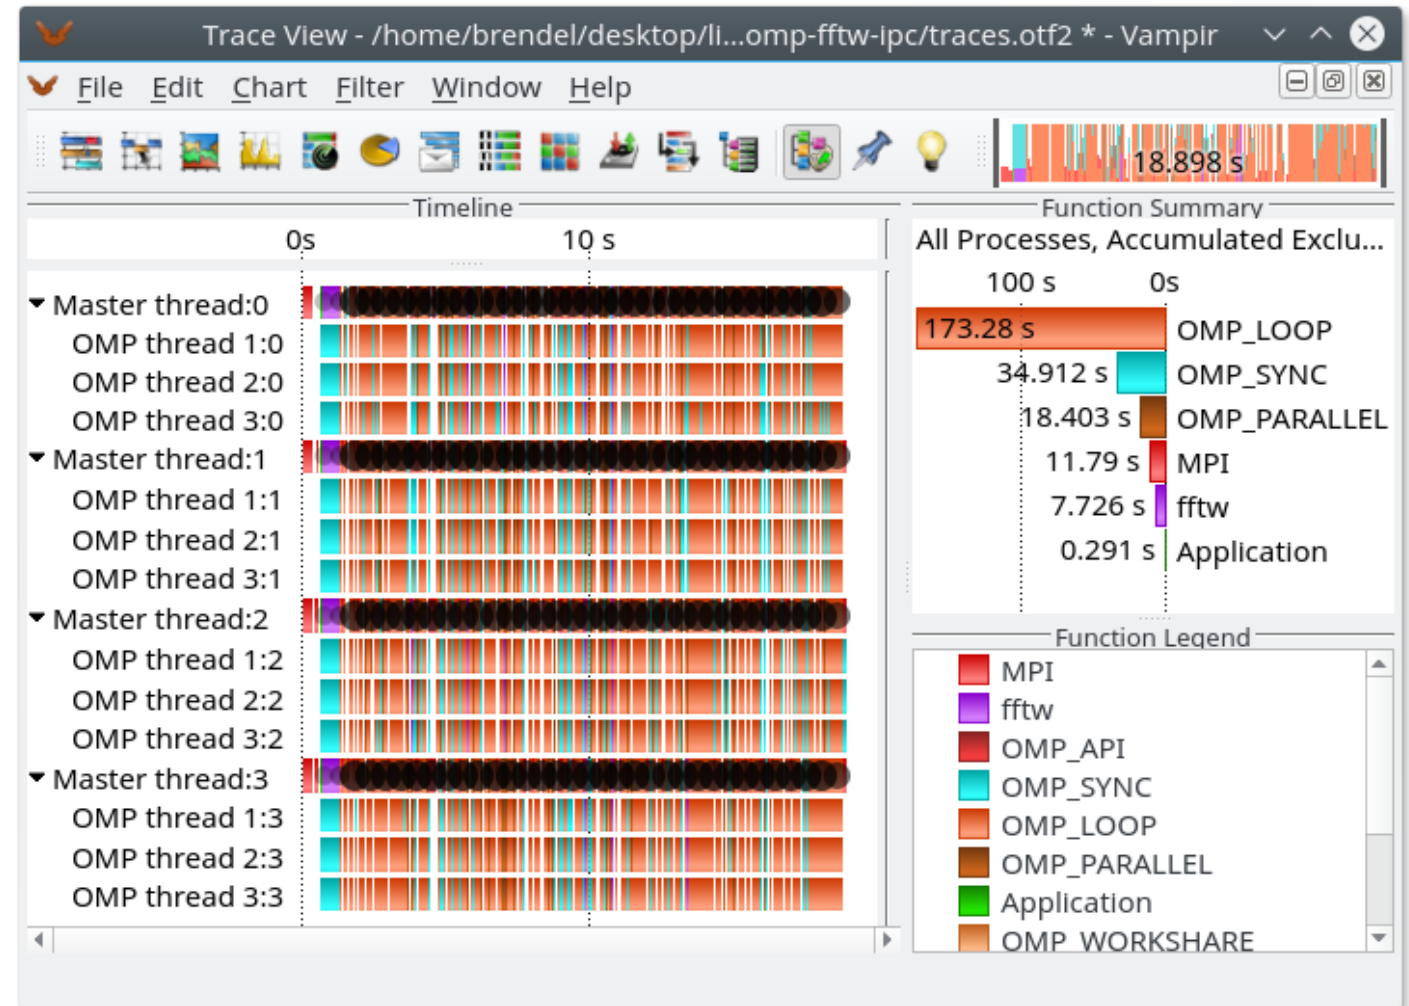 Trace View - /home/brendel/desktop/li...omp-fftw-ipc/traces.otf2 * - Vampir
File Edit Chart Filter Window Help
18.898 s
Timeline
0s 10 s
Master thread:0
OMP thread 1:0
OMP thread 2:0
OMP thread 3:0
Master thread:1
OMP thread 1:1
OMP thread 2:1
OMP thread 3:1
Master thread:2
OMP thread 1:2
OMP thread 2:2
OMP thread 3:2
Master thread:3
OMP thread 1:3
OMP thread 2:3
OMP thread 3:3
Function Summary
All Processes, Accumulated Exclu...
100 s 0s
173.28 s OMP_LOOP
34.912 s OMP_SYNC
18.403 s OMP_PARALLEL
11.79 s MPI
7.726 s fftw
0.291 s Application
Function Legend
MPI
fftw
OMP_API
OMP_SYNC
OMP_LOOP
OMP_PARALLEL
Application
OMP_WORKSHARE